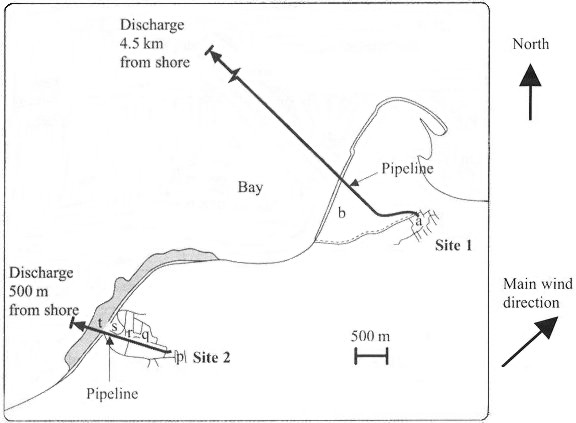 Discharge
4.5 km
from shore
North
Pipeline
Bay
b
a
Site 1
Discharge
500 m
from shore
Main wind
direction
t
s
r
q
p
Site 2
500 m
Pipeline